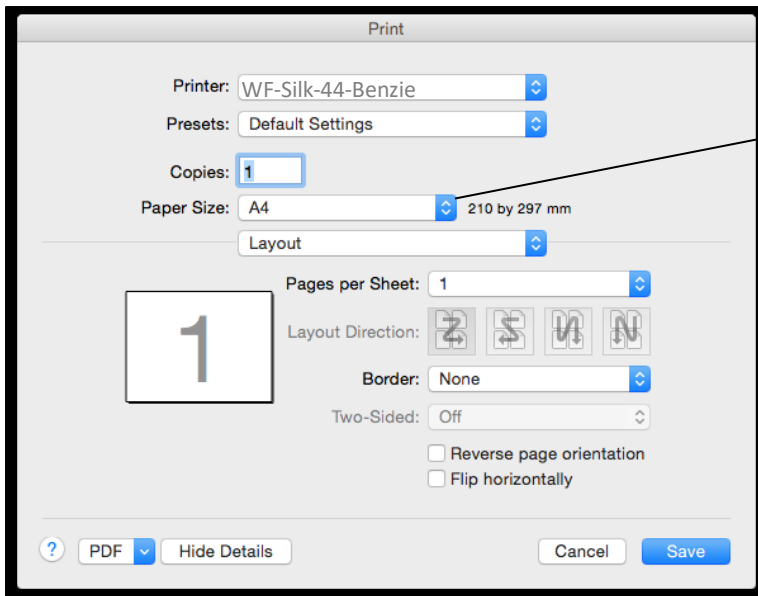 Print
Printer: WF-Silk-44-Benzie
Presets: Default Settings
Copies: 1
Paper Size: A4 210 by 297 mm
Layout
Pages per Sheet: 1
1
Layout Direction:
Border: None
Two-Sided: Off
Reverse page orientation
Flip horizontally
? PDF Hide Details Cancel Save